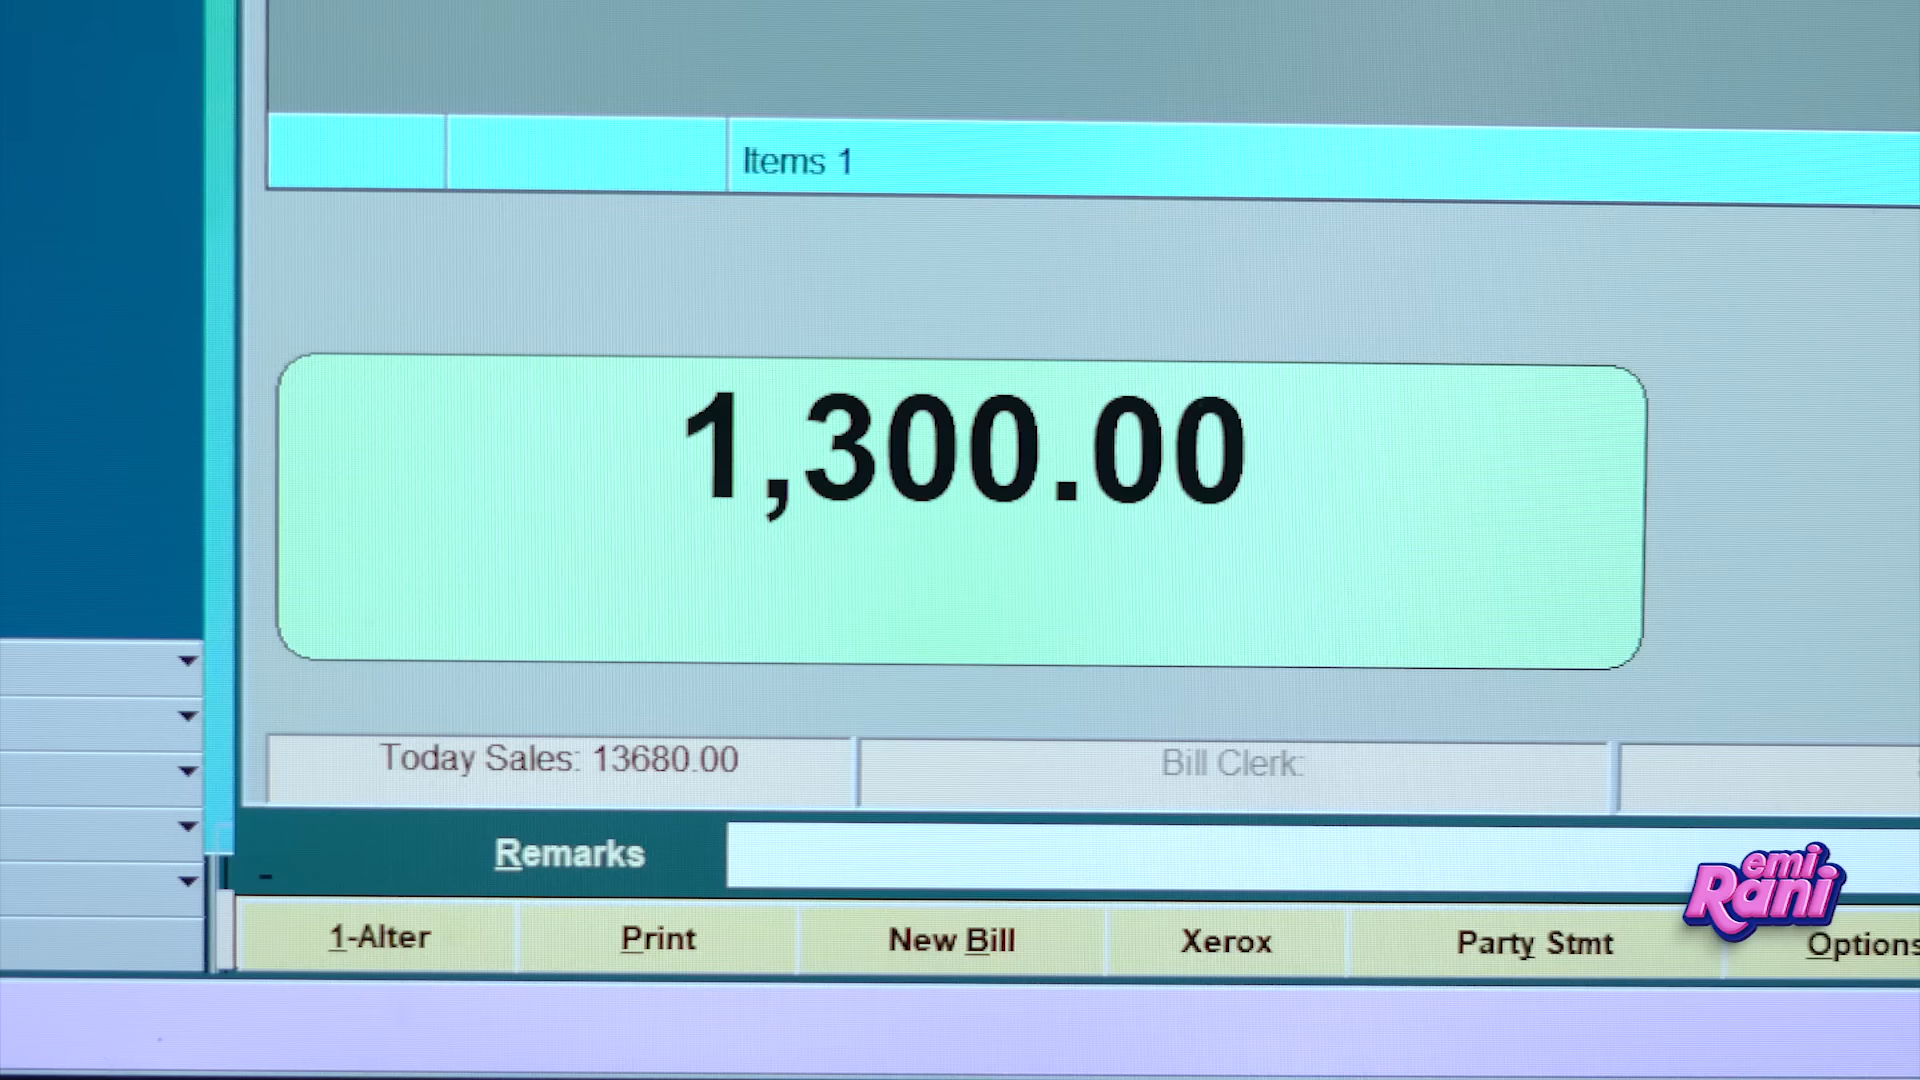 Items 1
1,300.00
Today Sales: 13680.00
Bill Clerk:
Remarks
1-Alter
Print
New Bill
Xerox
Party Stmt
Options
emi
Rani